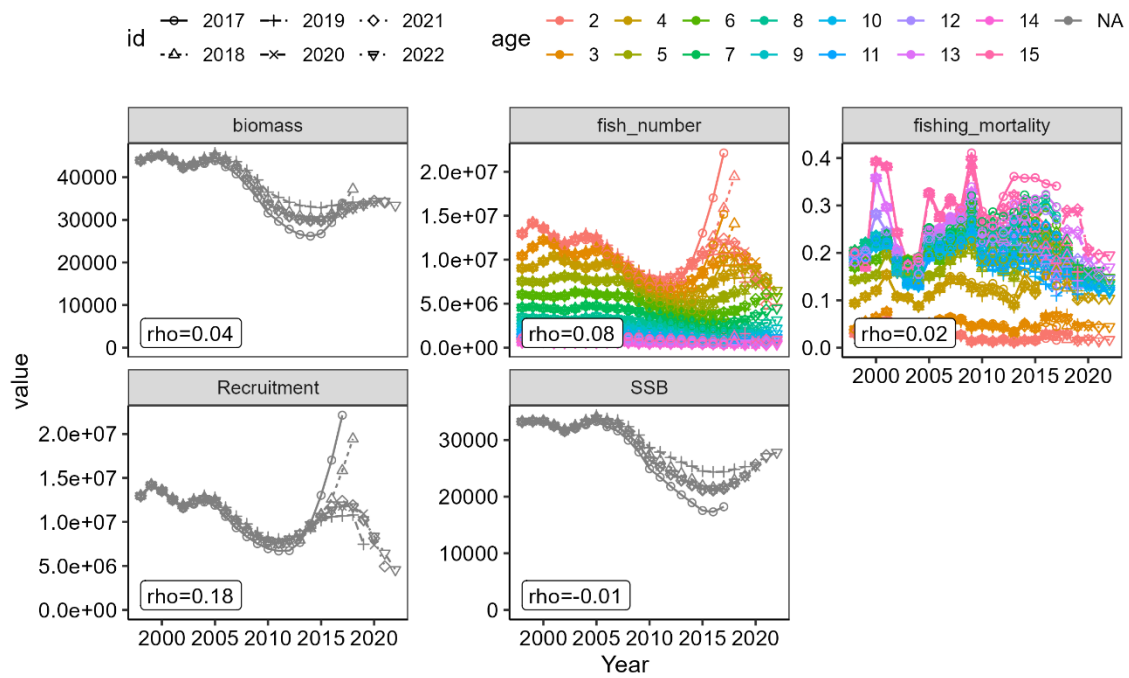 id 2017 2019 2021
2018 2020 2022
age 2 4 6 8 10 12 14 NA
3 5 7 9 11 13 15
biomass
40000
30000
20000
10000
0
rho=0.04
fish_number
2.0e+07
1.5e+07
1.0e+07
5.0e+06
0.0e+00
rho=0.08
fishing_mortality
0.4
0.3
0.2
0.1
0.0
rho=0.02
2000 2005 2010 2015 2020
value
Recruitment
2.0e+07
1.5e+07
1.0e+07
5.0e+06
0.0e+00
rho=0.18
2000 2005 2010 2015 2020
SSB
30000
20000
10000
0
rho=-0.01
2000 2005 2010 2015 2020
Year